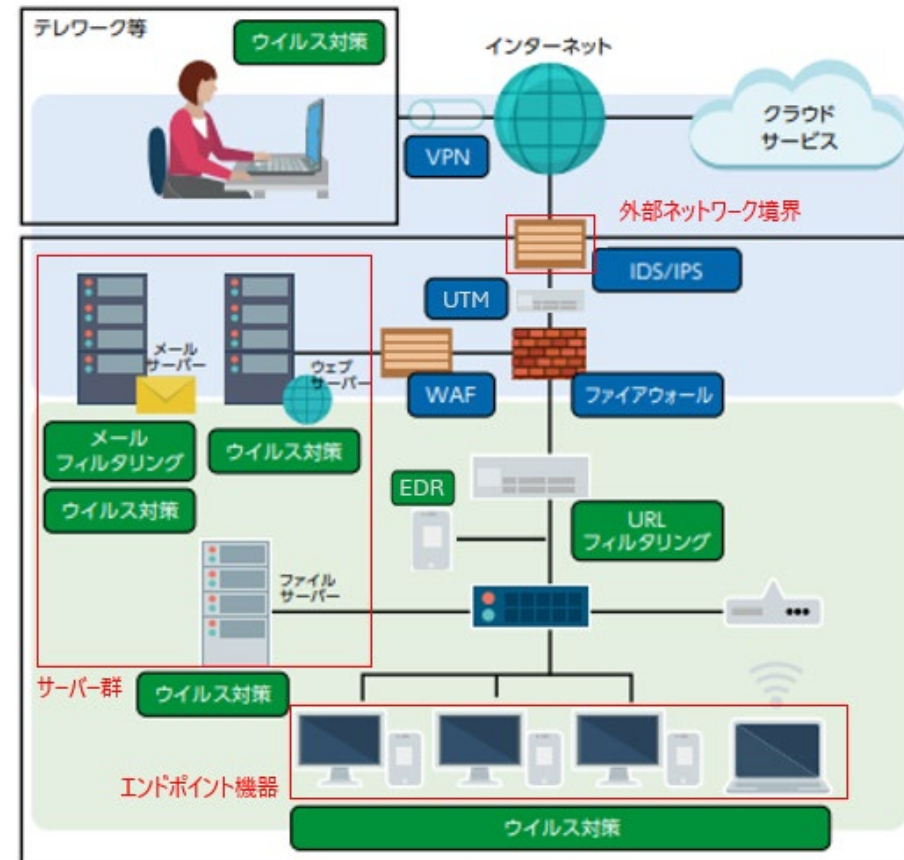 テレワーク等
ウイルス対策
インターネット
クラウド
サービス
VPN
外部ネットワーク境界
IDS/IPS
UTM
メール
サーバー
ウェブ
サーバー
WAF
ファイアウォール
メール
フィルタリング
ウイルス対策
ウイルス対策
EDR
URL
フィルタリング
ファイル
サーバー
サーバー群
ウイルス対策
エンドポイント機器
ウイルス対策